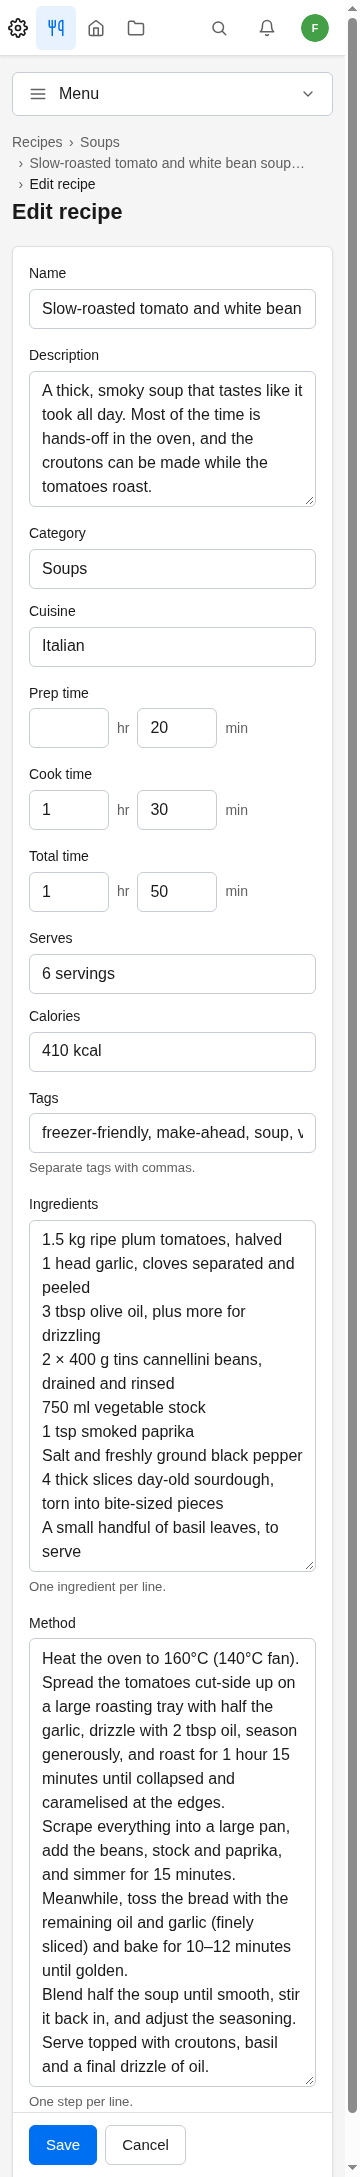 F
Menu
Recipes › Soups
› Slow-roasted tomato and white bean soup…
› Edit recipe
Edit recipe
Name
Slow-roasted tomato and white bean
Description
A thick, smoky soup that tastes like it
took all day. Most of the time is
hands-off in the oven, and the
croutons can be made while the
tomatoes roast.
Category
Soups
Cuisine
Italian
Prep time
hr 20 min
Cook time
1 hr 30 min
Total time
1 hr 50 min
Serves
6 servings
Calories
410 kcal
Tags
freezer-friendly, make-ahead, soup, v
Separate tags with commas.
Ingredients
1.5 kg ripe plum tomatoes, halved
1 head garlic, cloves separated and
peeled
3 tbsp olive oil, plus more for
drizzling
2 × 400 g tins cannellini beans,
drained and rinsed
750 ml vegetable stock
1 tsp smoked paprika
Salt and freshly ground black pepper
4 thick slices day-old sourdough,
torn into bite-sized pieces
A small handful of basil leaves, to
serve
One ingredient per line.
Method
Heat the oven to 160°C (140°C fan).
Spread the tomatoes cut-side up on
a large roasting tray with half the
garlic, drizzle with 2 tbsp oil, season
generously, and roast for 1 hour 15
minutes until collapsed and
caramelised at the edges.
Scrape everything into a large pan,
add the beans, stock and paprika,
and simmer for 15 minutes.
Meanwhile, toss the bread with the
remaining oil and garlic (finely
sliced) and bake for 10–12 minutes
until golden.
Blend half the soup until smooth, stir
it back in, and adjust the seasoning.
Serve topped with croutons, basil
and a final drizzle of oil.
One step per line.
Save Cancel